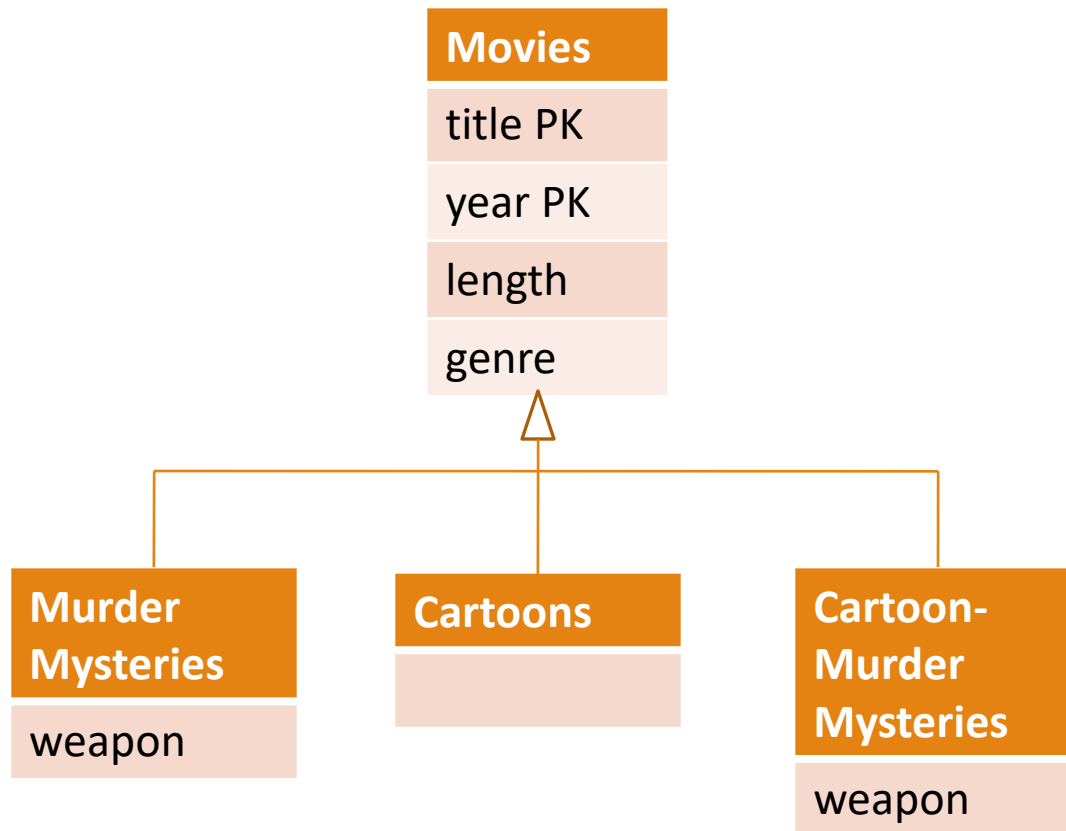 Movies
title PK
year PK
length
genre
Murder
Mysteries
weapon
Cartoons
Cartoon-
Murder
Mysteries
weapon